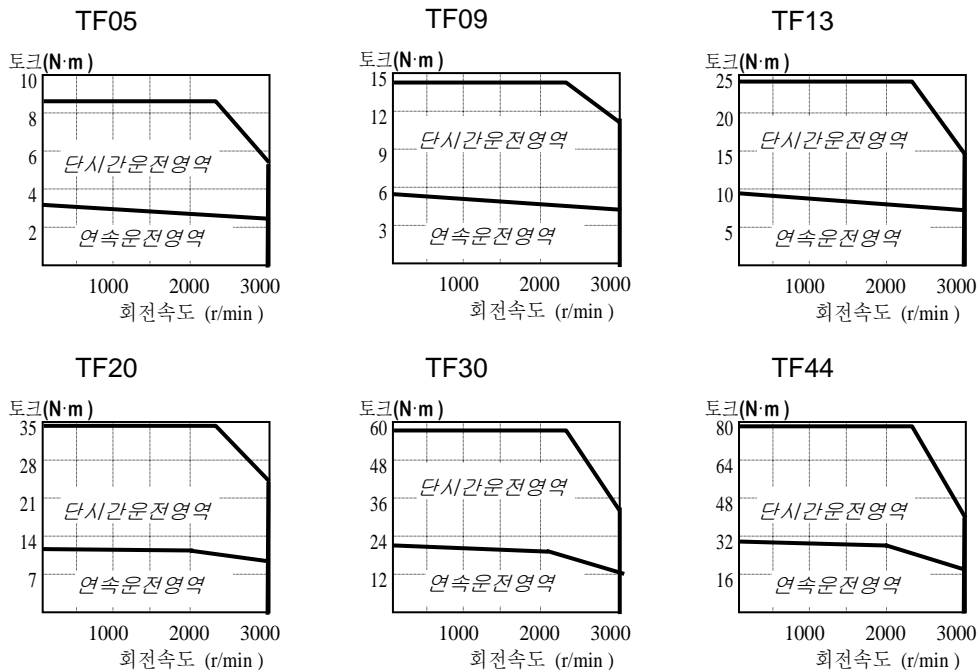 TF05
토크(N·m)
10
8
6
4
2
단시간운전영역
연속운전영역
1000 2000 3000
회전속도 (r/min )
TF09
토크(N·m)
15
12
9
6
3
단시간운전영역
연속운전영역
1000 2000 3000
회전속도 (r/min )
TF13
토크(N·m)
25
20
15
10
5
단시간운전영역
연속운전영역
1000 2000 3000
회전속도 (r/min )
TF20
토크(N·m)
35
28
21
14
7
단시간운전영역
연속운전영역
1000 2000 3000
회전속도 (r/min )
TF30
토크(N·m)
60
48
36
24
12
단시간운전영역
연속운전영역
1000 2000 3000
회전속도 (r/min )
TF44
토크(N·m)
80
64
48
32
16
단시간운전영역
연속운전영역
1000 2000 3000
회전속도 (r/min )